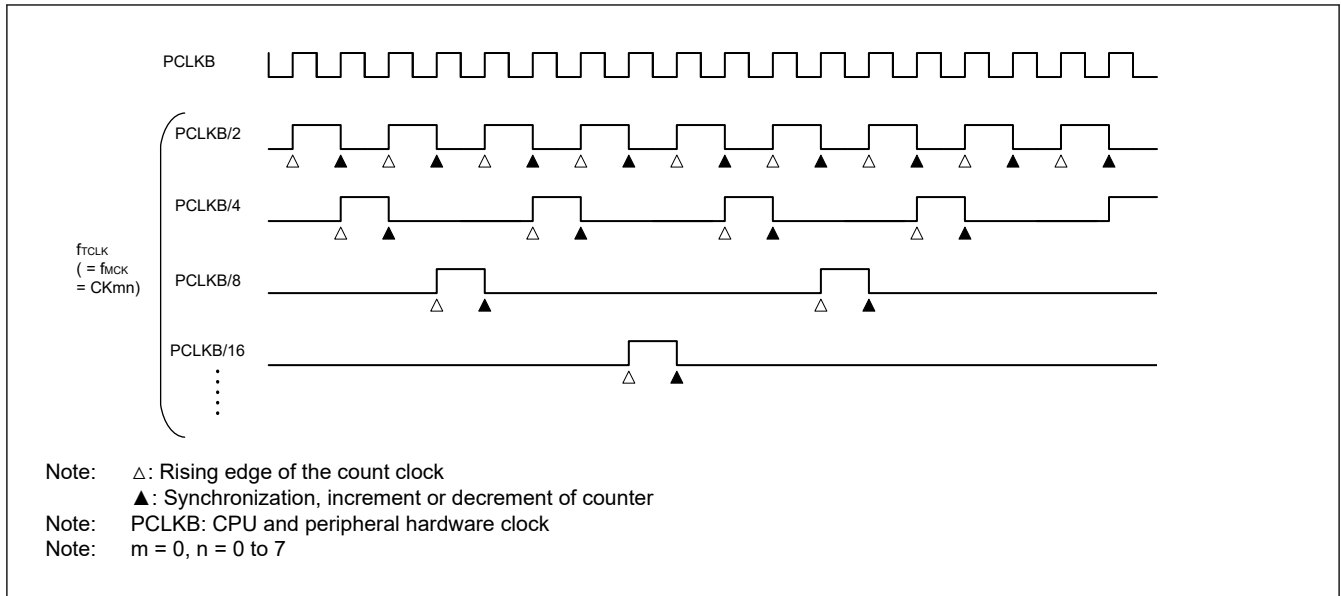 PCLKB
PCLKB/2
PCLKB/4
fTCLK
( = fMCK
= CKmn)
PCLKB/8
PCLKB/16
Note: △: Rising edge of the count clock
▲: Synchronization, increment or decrement of counter
Note: PCLKB: CPU and peripheral hardware clock
Note: m = 0, n = 0 to 7